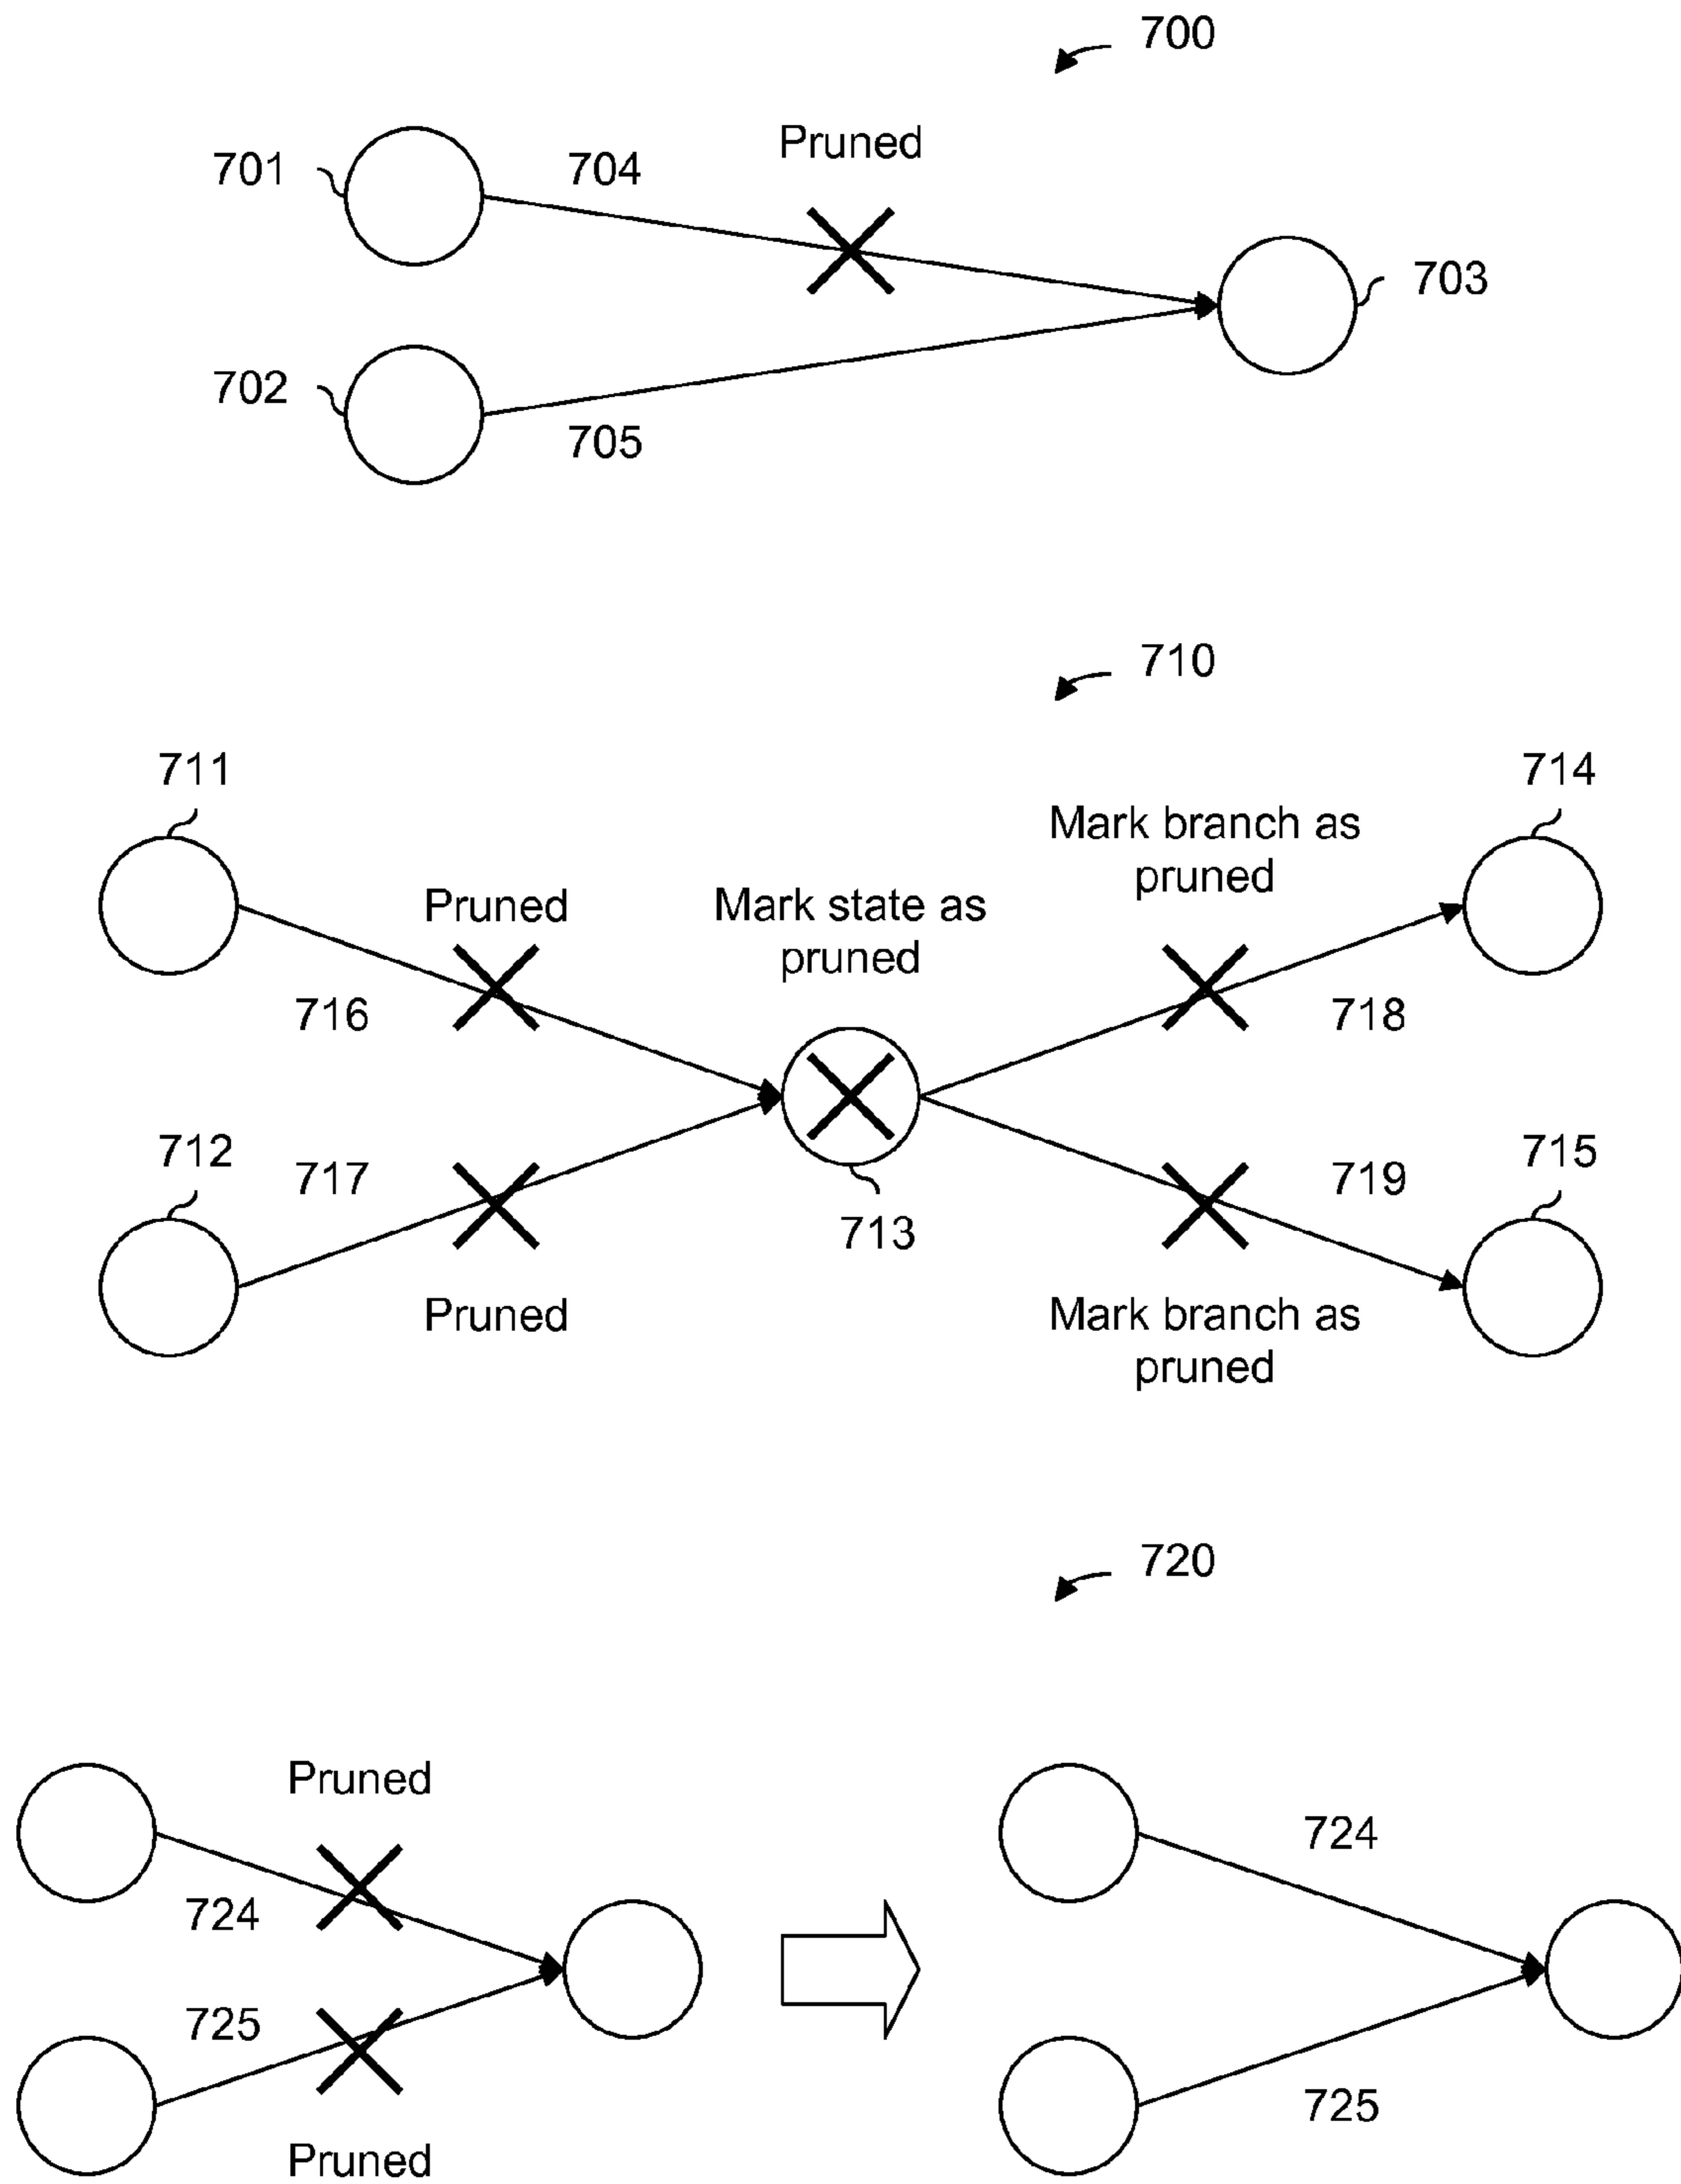 700
Pruned
701
704
703
702
705
710
711
714
Mark branch as
pruned
Pruned
Mark state as
pruned
716
718
712
717
719
715
713
Pruned
Mark branch as
pruned
720
Pruned
724
724
725
725
Pruned